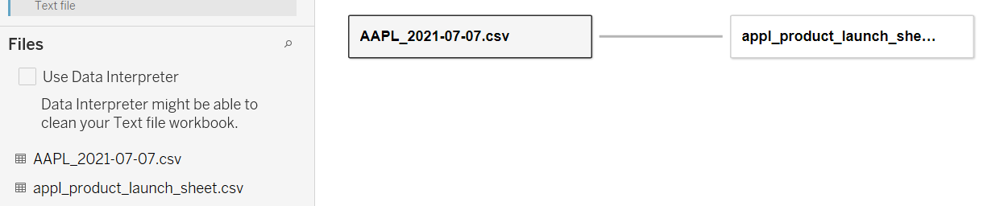 Text file
Files
Use Data Interpreter
Data Interpreter might be able to
clean your Text file workbook.
AAPL_2021-07-07.csv
appl_product_launch_sheet.csv
AAPL_2021-07-07.csv
appl_product_launch_she...